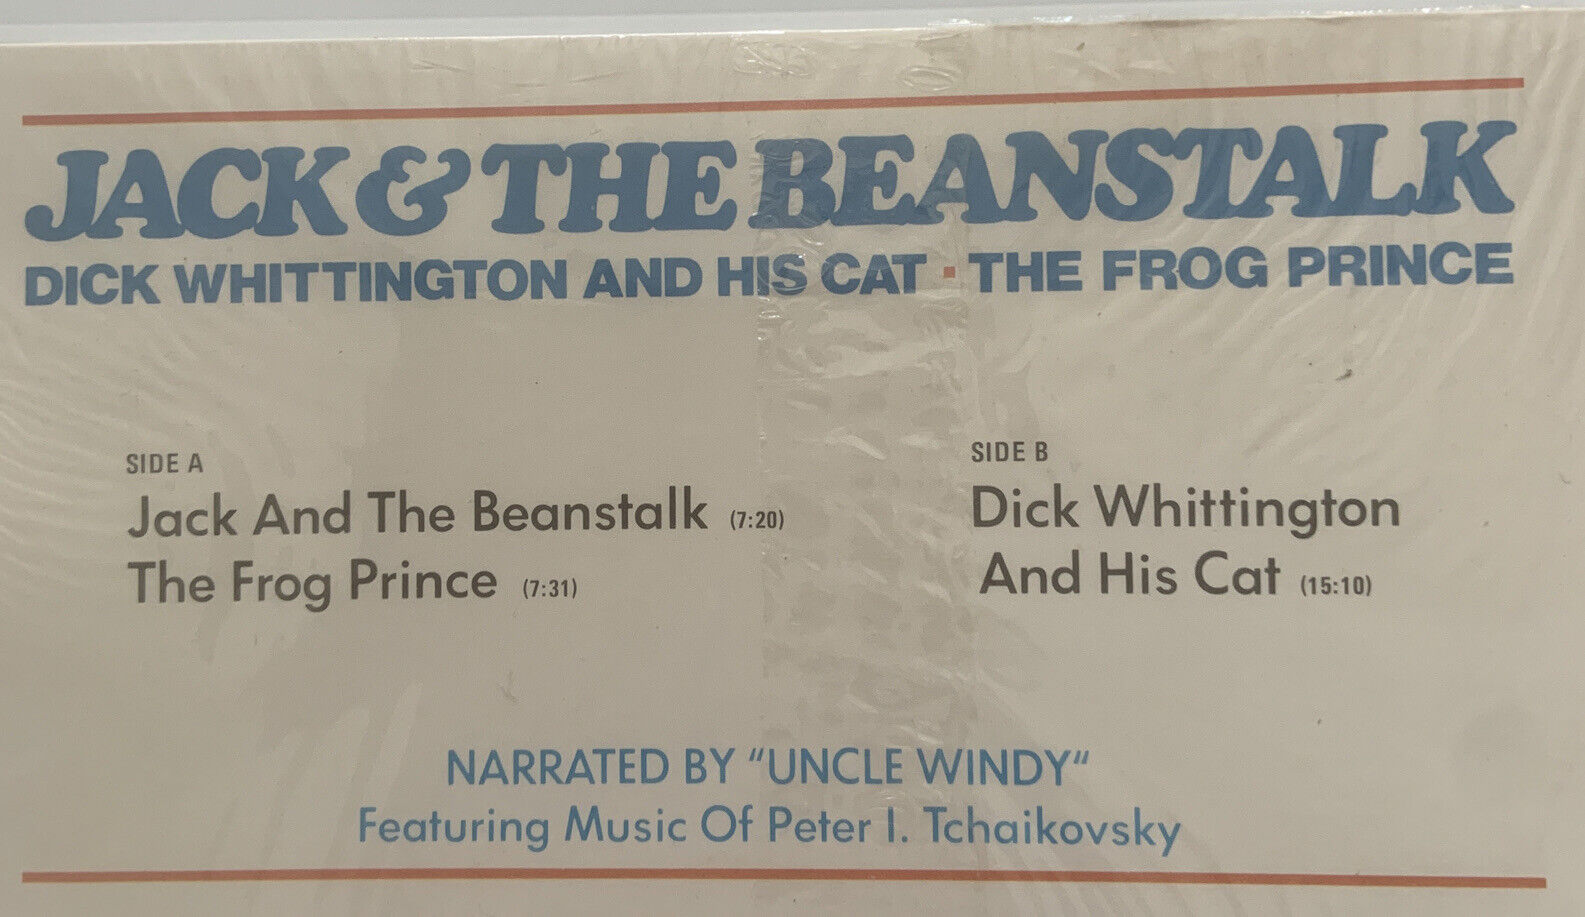 JACK & THE BEANSTALK
DICK WHITTINGTON AND HIS CAT · THE FROG PRINCE
SIDE A
Jack And The Beanstalk (7:20)
The Frog Prince (7:31)
SIDE B
Dick Whittington
And His Cat (15:10)
NARRATED BY "UNCLE WINDY"
Featuring Music Of Peter I. Tchaikovsky